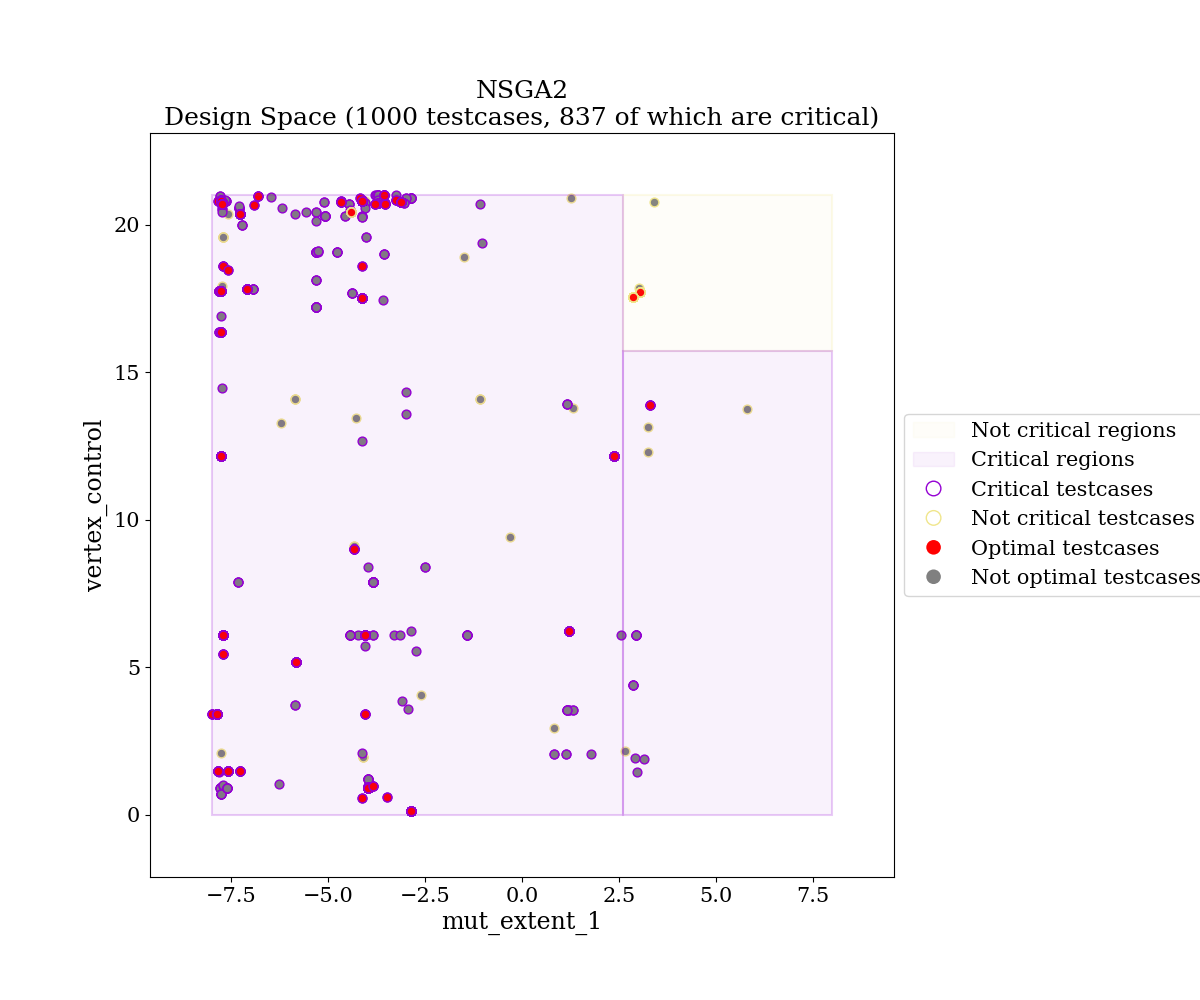 NSGA2
Design Space (1000 testcases, 837 of which are critical)
20
15
10
5
0
vertex_control
−7.5
−5.0
−2.5
0.0
2.5
5.0
7.5
mut_extent_1
Not critical regions
Critical regions
Critical testcases
Not critical testcases
Optimal testcases
Not optimal testcases